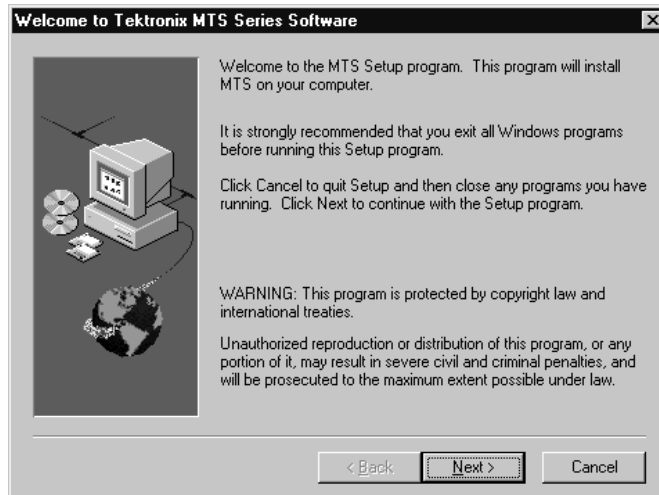 Welcome to Tektronix MTS Series Software
Welcome to the MTS Setup program. This program will install
MTS on your computer.
It is strongly recommended that you exit all Windows programs
before running this Setup program.
Click Cancel to quit Setup and then close any programs you have
running. Click Next to continue with the Setup program.
WARNING: This program is protected by copyright law and
international treaties.
Unauthorized reproduction or distribution of this program, or any
portion of it, may result in severe civil and criminal penalties, and
will be prosecuted to the maximum extent possible under law.
< Back Next > Cancel